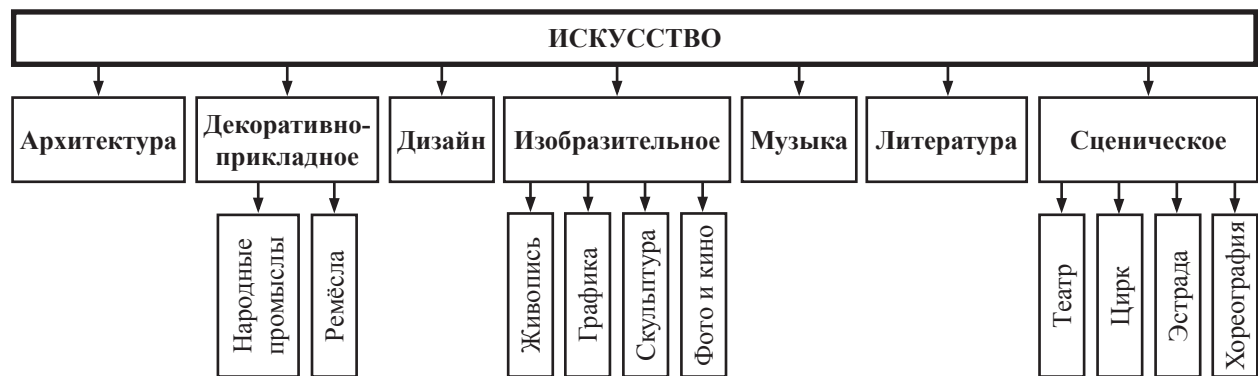 ИСКУССТВО
Архитектура
Декоративно-
прикладное
Дизайн
Изобразительное
Музыка
Литература
Сценическое
Народные
промыслы
Ремёсла
Живопись
Графика
Скульптура
Фото и кино
Театр
Цирк
Эстрада
Хореография